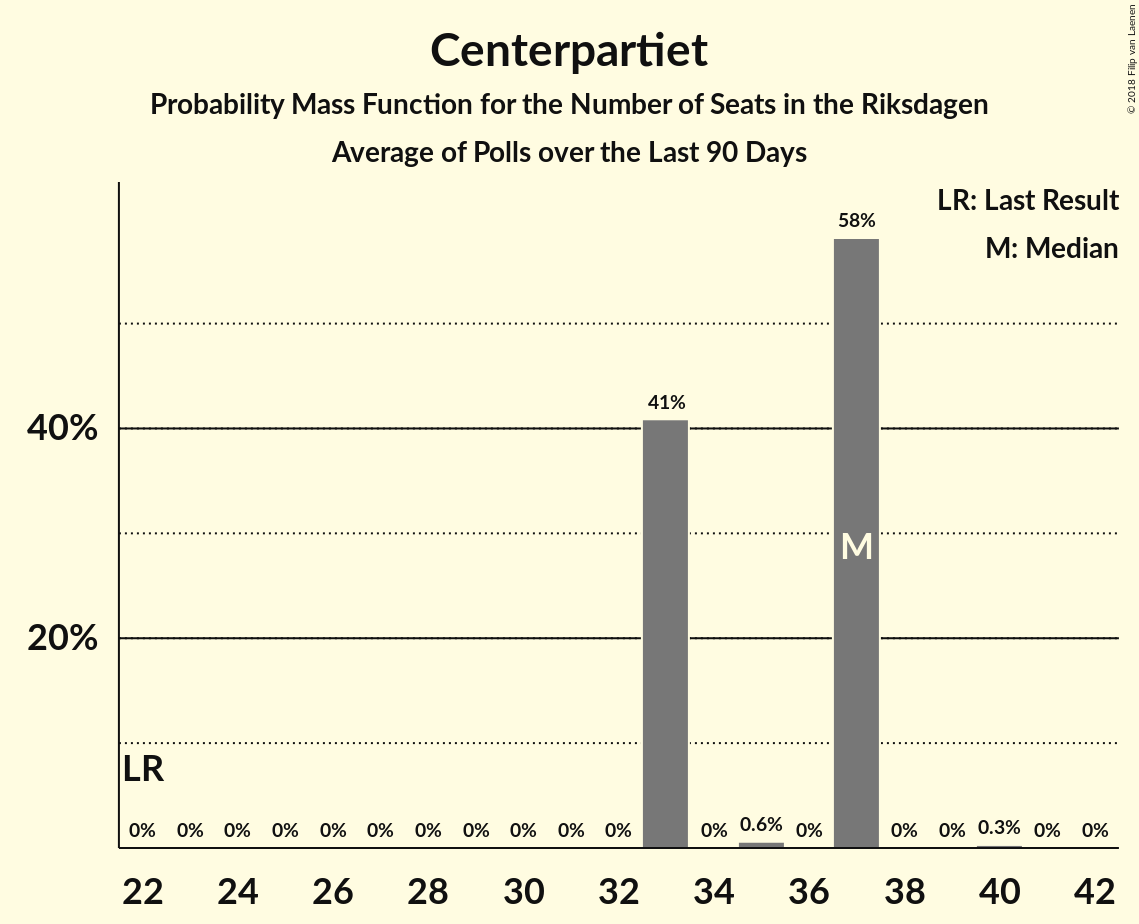 Centerpartiet
Probability Mass Function for the Number of Seats in the Riksdagen
Average of Polls over the Last 90 Days
© 2018 Filip van Laenen
LR: Last Result
M: Median
58%
41%
40%
M
20%
LR
0% 0% 0% 0% 0% 0% 0% 0% 0% 0% 0% 0% 0.6% 0% 0% 0% 0.3% 0% 0%
22 24 26 28 30 32 34 36 38 40 42